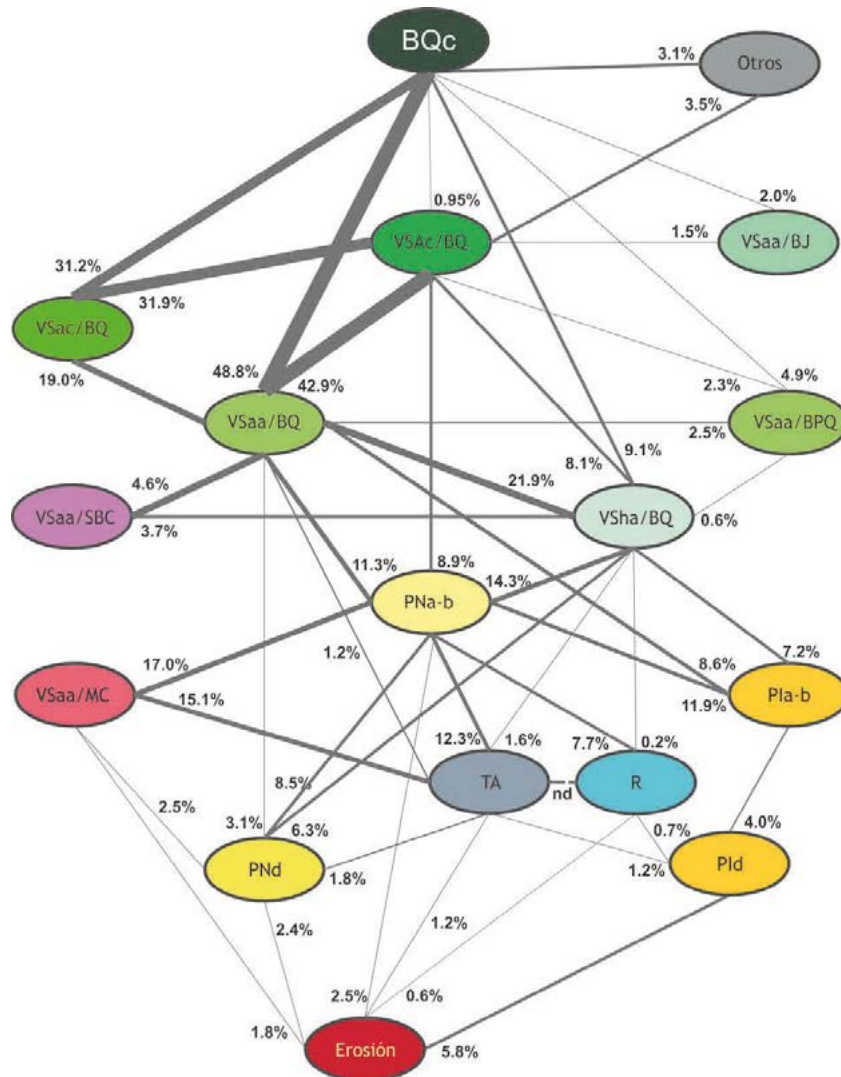 BQc
3.1%
Otros
3.5%
0.95%
2.0%
VSAc/BQ
1.5%
VSaa/BJ
31.2%
31.9%
VSac/BQ
19.0%
48.8%
42.9%
2.3%
4.9%
VSaa/BQ
2.5%
VSaa/BPQ
8.1%
9.1%
4.6%
21.9%
VSaa/SBC
VSha/BQ
3.7%
0.6%
11.3%
8.9%
14.3%
PNa-b
1.2%
7.2%
17.0%
8.6%
VSaa/MC
PIa-b
15.1%
11.9%
12.3%
1.6%
7.7%
0.2%
8.5%
TA
nd
R
2.5%
3.1%
6.3%
0.7%
4.0%
PNd
1.8%
1.2%
PId
2.4%
1.2%
2.5%
0.6%
1.8%
Erosión
5.8%